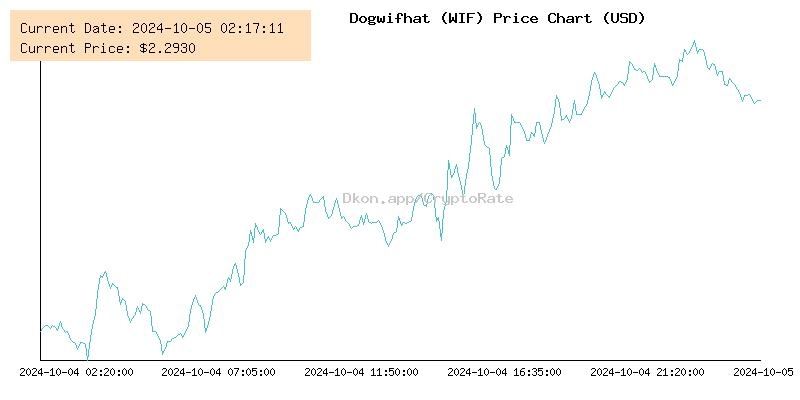 Dogwifhat (WIF) Price Chart (USD)
Current Date: 2024-10-05 02:17:11
Current Price: $2.2930
Dkon.app/CryptoRate
2024-10-04 02:20:00 2024-10-04 07:05:00 2024-10-04 11:50:00 2024-10-04 16:35:00 2024-10-04 21:20:00 2024-10-05